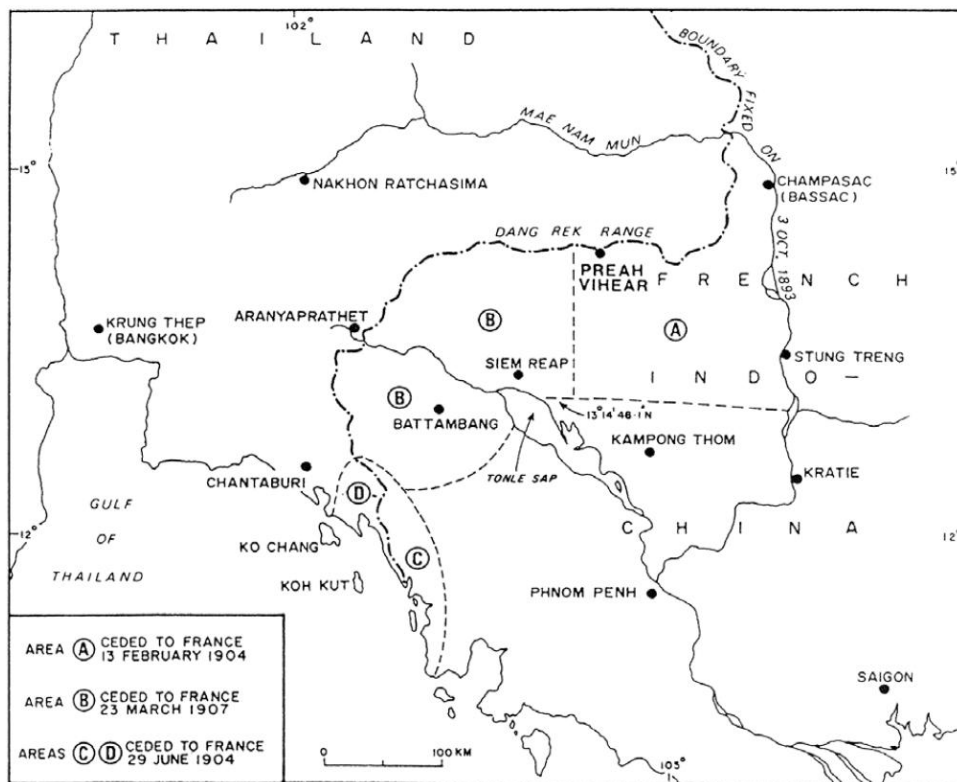 102°
T H A I L A N D
BOUNDARY FIXED ON 3 OCT. 1893
MAE NAM MUN
15°
15°
NAKHON RATCHASIMA
CHAMPASAC
(BASSAC)
DANG REK RANGE
PREAH
VIHEAR
F R E N C H
ARANYAPRATHET
KRUNG THEP
(BANGKOK)
B
A
SIEM REAP
STUNG TRENG
I N D O –
B
13° 14' 46·1" N
BATTAMBANG
KAMPONG THOM
TONLE SAP
CHANTABURI
KRATIE
D
GULF
OF
THAILAND
C H I N A
12°
12°
KO CHANG
C
KOH KUT
PHNOM PENH
SAIGON
AREA A CEDED TO FRANCE
13 FEBRUARY 1904
AREA B CEDED TO FRANCE
23 MARCH 1907
AREAS C D CEDED TO FRANCE
29 JUNE 1904
0 100 KM
105°